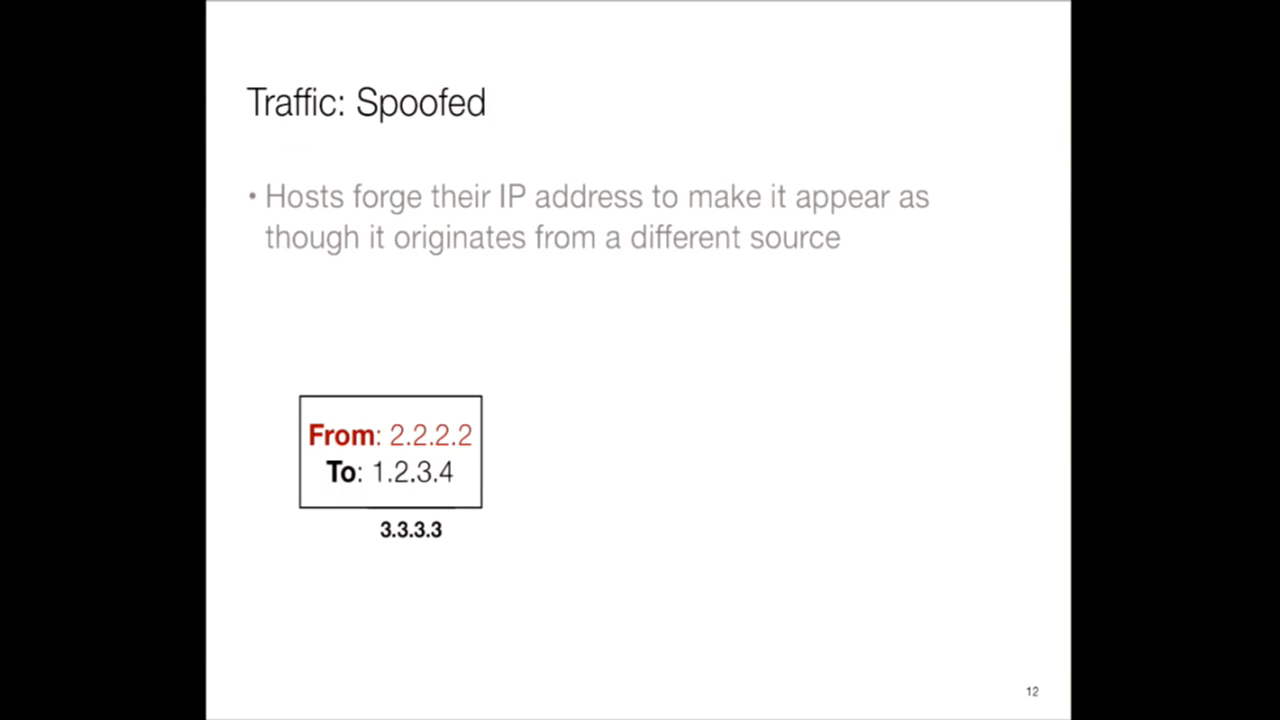 Traffic: Spoofed
• Hosts forge their IP address to make it appear as
though it originates from a different source
From: 2.2.2.2
To: 1.2.3.4
3.3.3.3
12